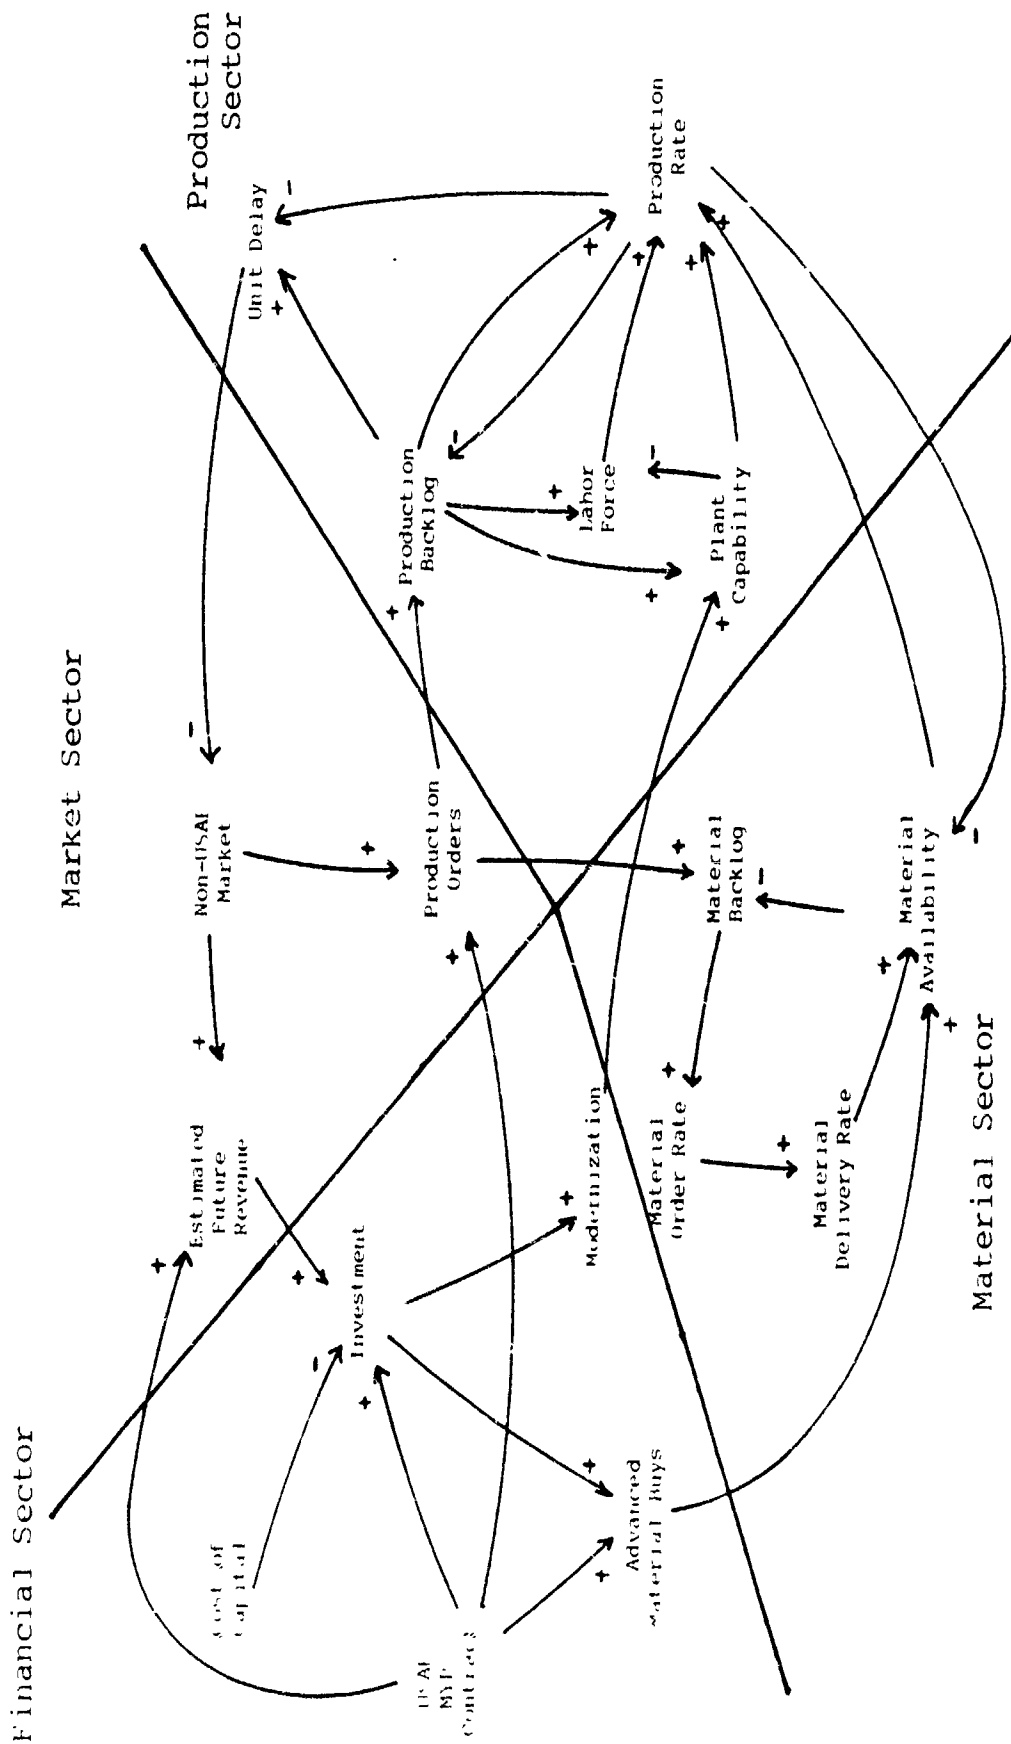 Financial Sector
Market Sector
Production
Sector
Material Sector
Cost of
Capital
MYP
Contract
Estimated
Future
Revenue
Investment
Advanced
Material Buys
Modernization
Non-USAF
Market
Production
Orders
Material
Order Rate
Material
Delivery Rate
Material
Backlog
Material
Availability
Unit Delay
Production
Backlog
Labor
Force
Plant
Capability
Production
Rate
+
+
-
+
+
+
+
+
+
+
-
+
+
+
+
-
+
+
-
-
+
-
+
+
+
-
+
+
+
+
-